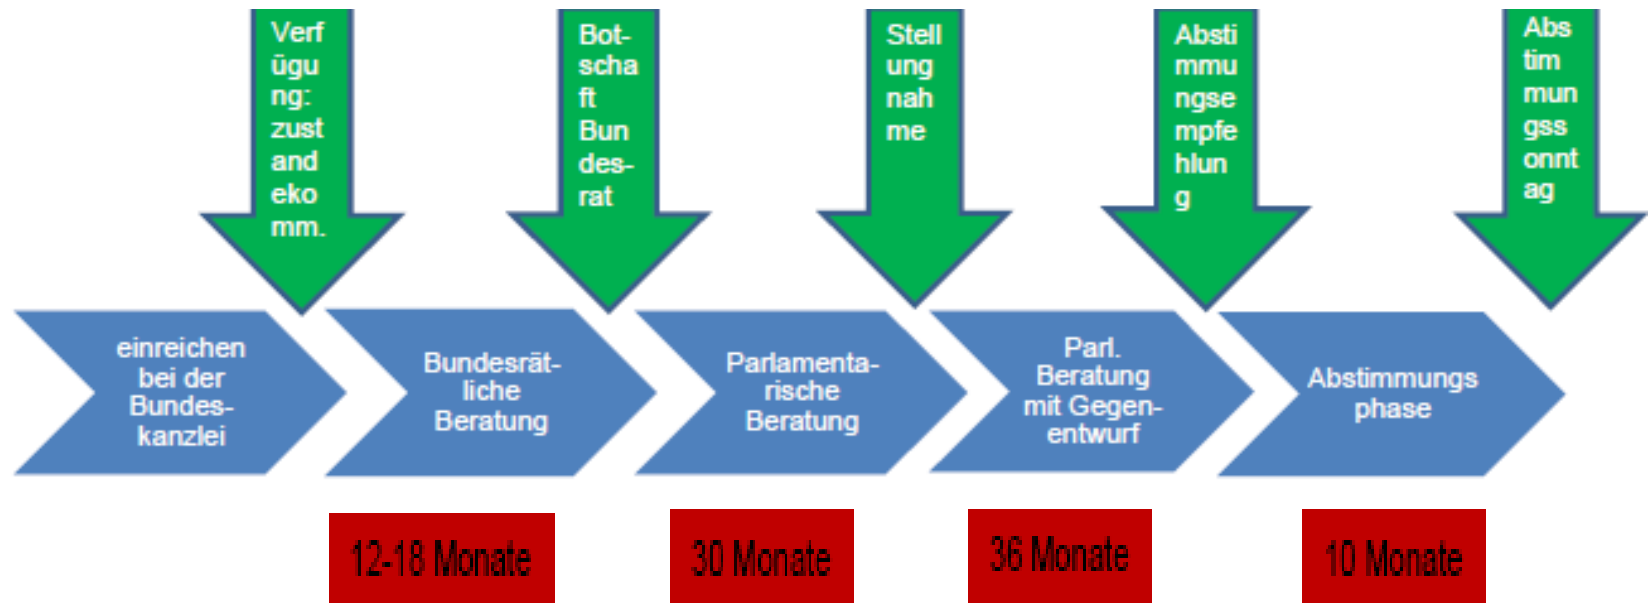 Verf
ügu
ng:
zust
and
eko
mm.
Bot-
scha
ft
Bun
des-
rat
Stell
ung
nah
me
Absti
mmu
ngse
mpfe
hlun
g
Abs
tim
mun
gss
onnt
ag
einreichen
bei der
Bundes-
kanzlei
Bundesrät-
liche
Beratung
Parlamenta-
rische
Beratung
Parl.
Beratung
mit Gegen-
entwurf
Abstimmungs
phase
12-18 Monate
30 Monate
36 Monate
10 Monate